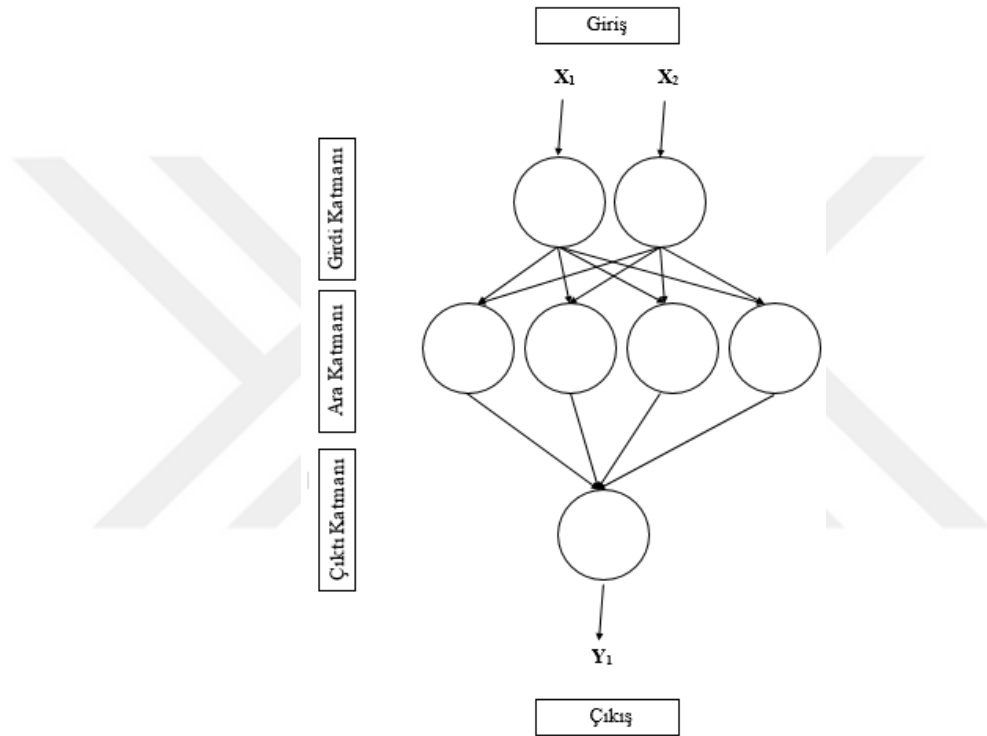 Giriş
X₁ X₂
Girdi Katmanı
Ara Katmanı
Çıktı Katmanı
Y₁
Çıkış